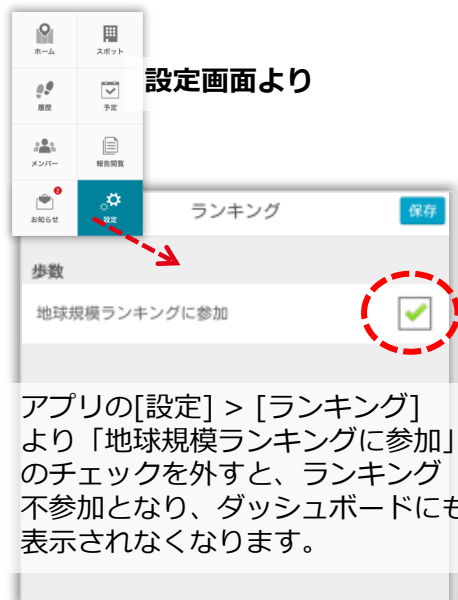 ホーム
スポット
設定画面より
履歴
予定
メンバー
報告閲覧
2
お知らせ
設定
ランキング
保存
歩数
地球規模ランキングに参加
アプリの[設定] > [ランキング]
より「地球規模ランキングに参加」
のチェックを外すと、ランキング
不参加となり、ダッシュボードにも
表示されなくなります。